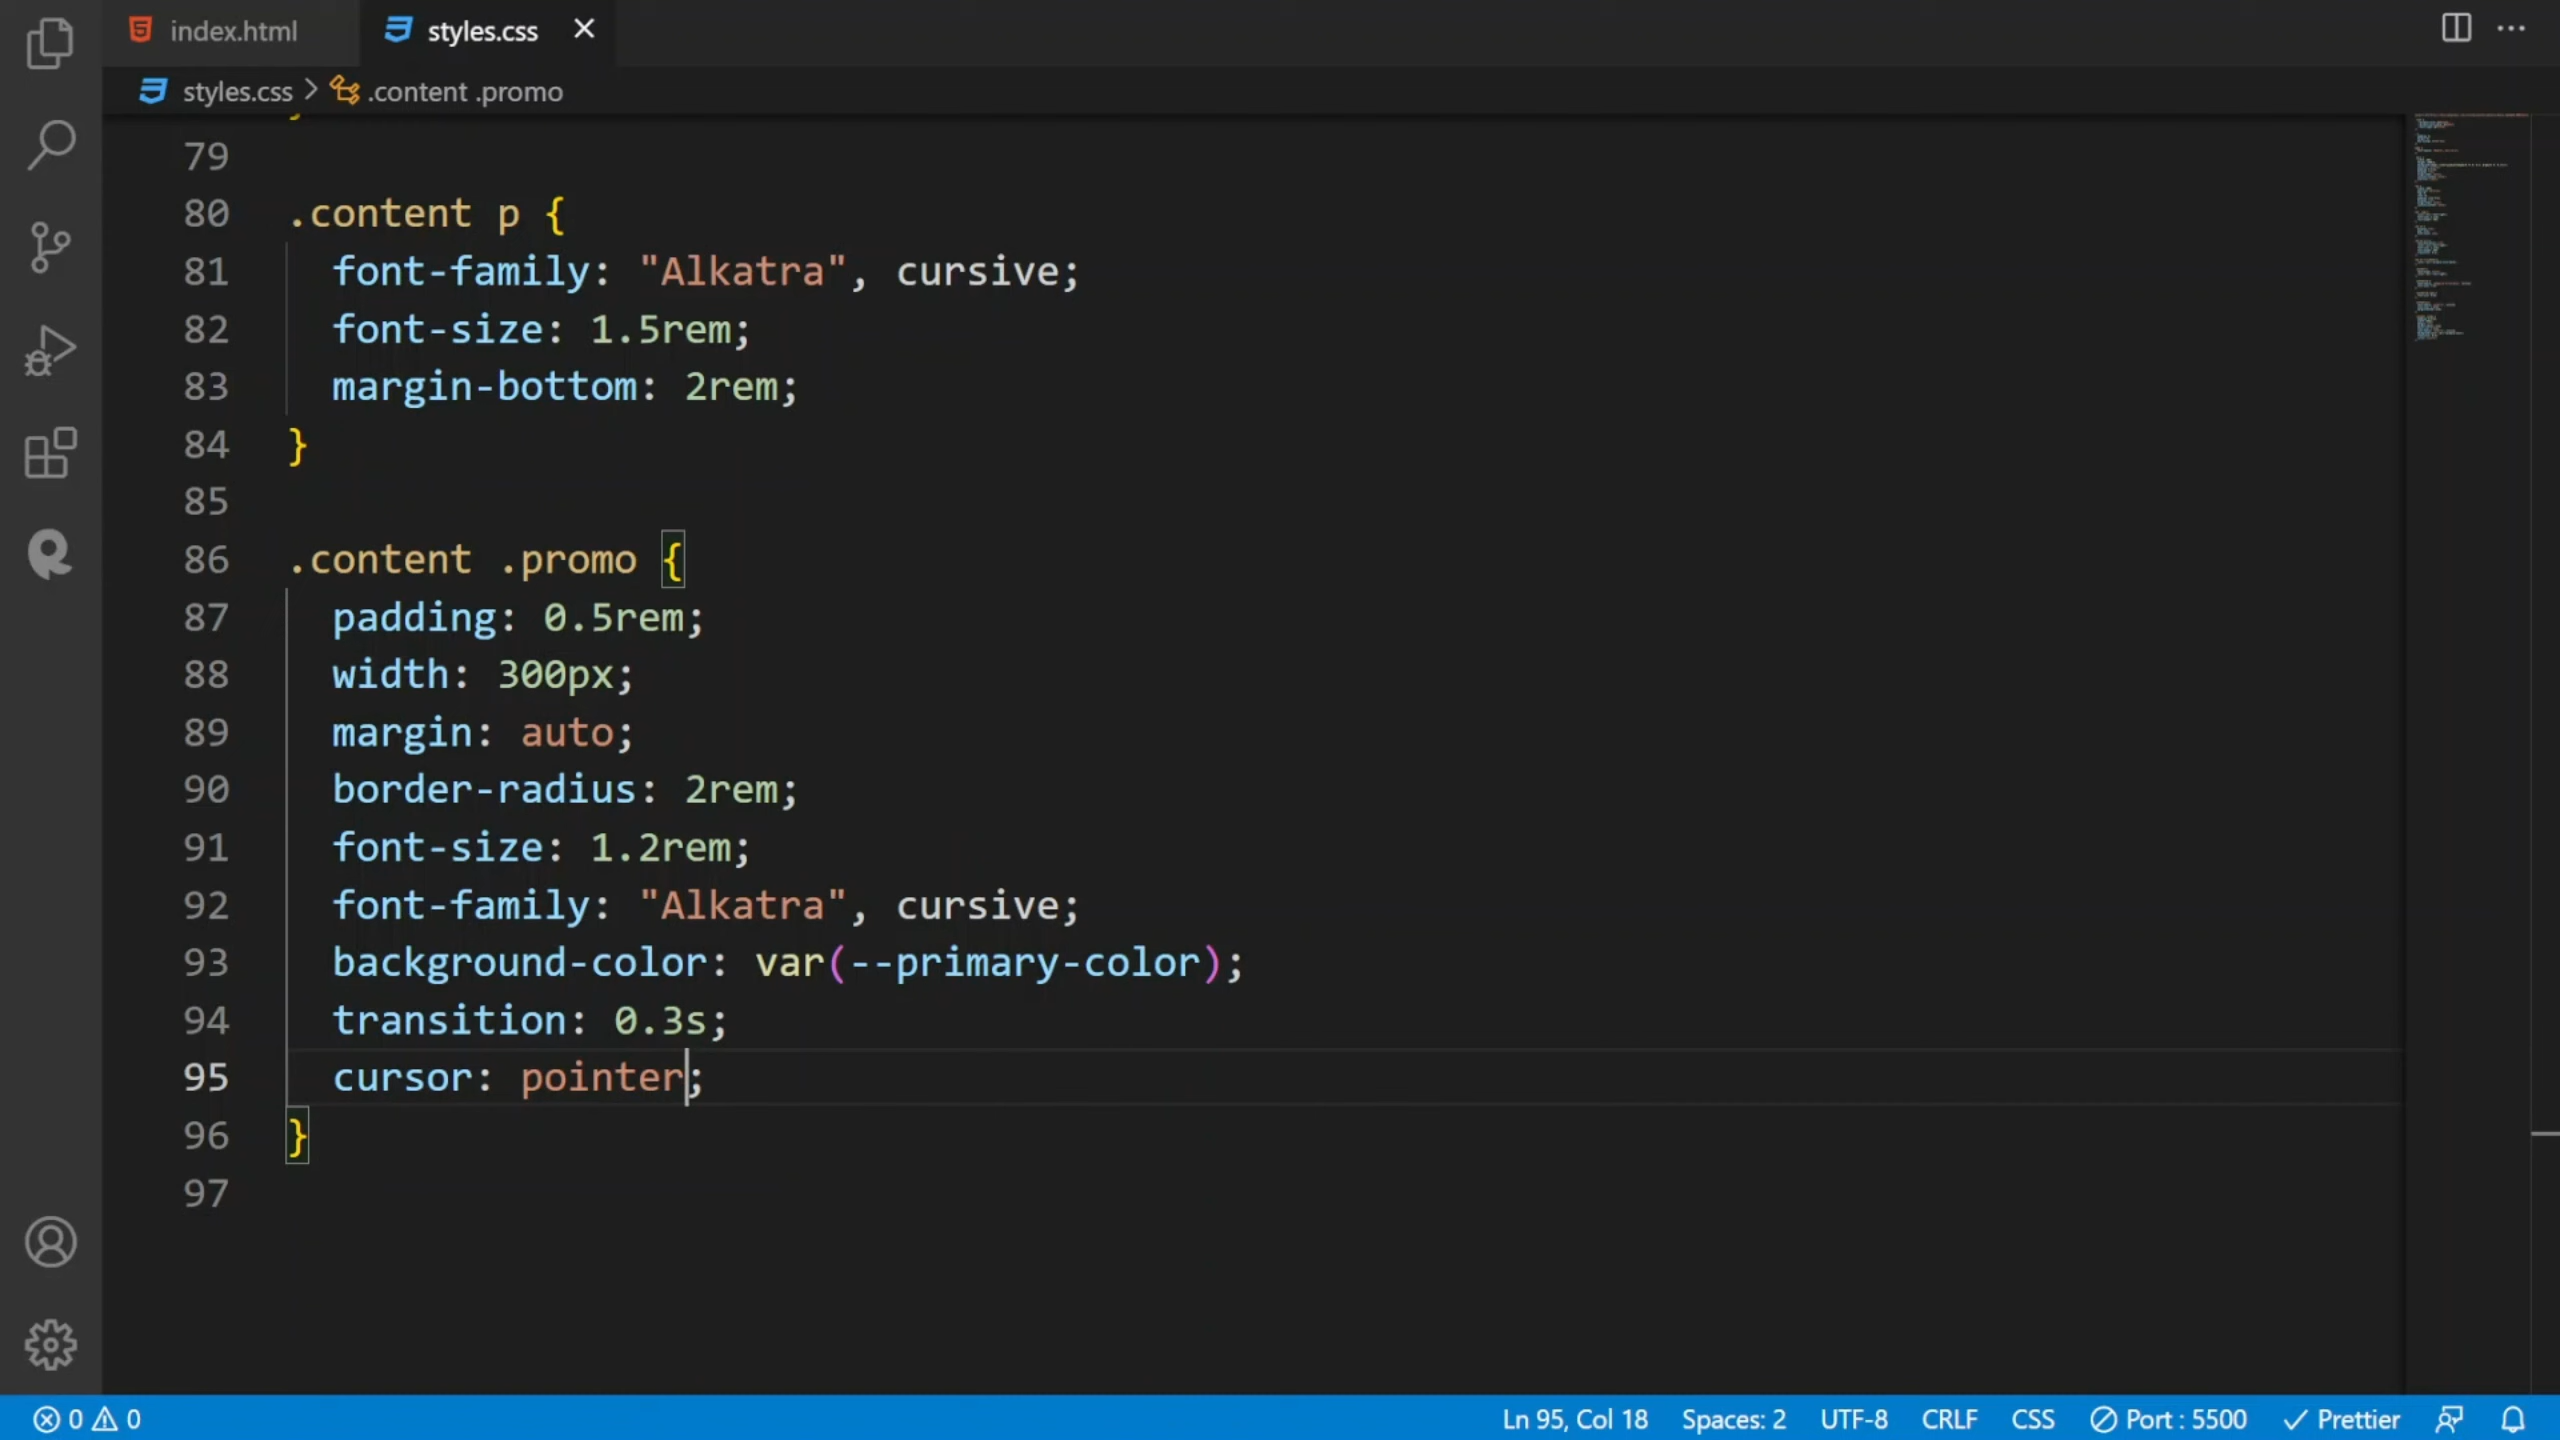 index.html
styles.css
styles.css > .content .promo
79
80 .content p {
81 font-family: "Alkatra", cursive;
82 font-size: 1.5rem;
83 margin-bottom: 2rem;
84 }
85
86 .content .promo {
87 padding: 0.5rem;
88 width: 300px;
89 margin: auto;
90 border-radius: 2rem;
91 font-size: 1.2rem;
92 font-family: "Alkatra", cursive;
93 background-color: var(--primary-color);
94 transition: 0.3s;
95 cursor: pointer;
96 }
97
0 0 Ln 95, Col 18 Spaces: 2 UTF-8 CRLF CSS Port : 5500 Prettier